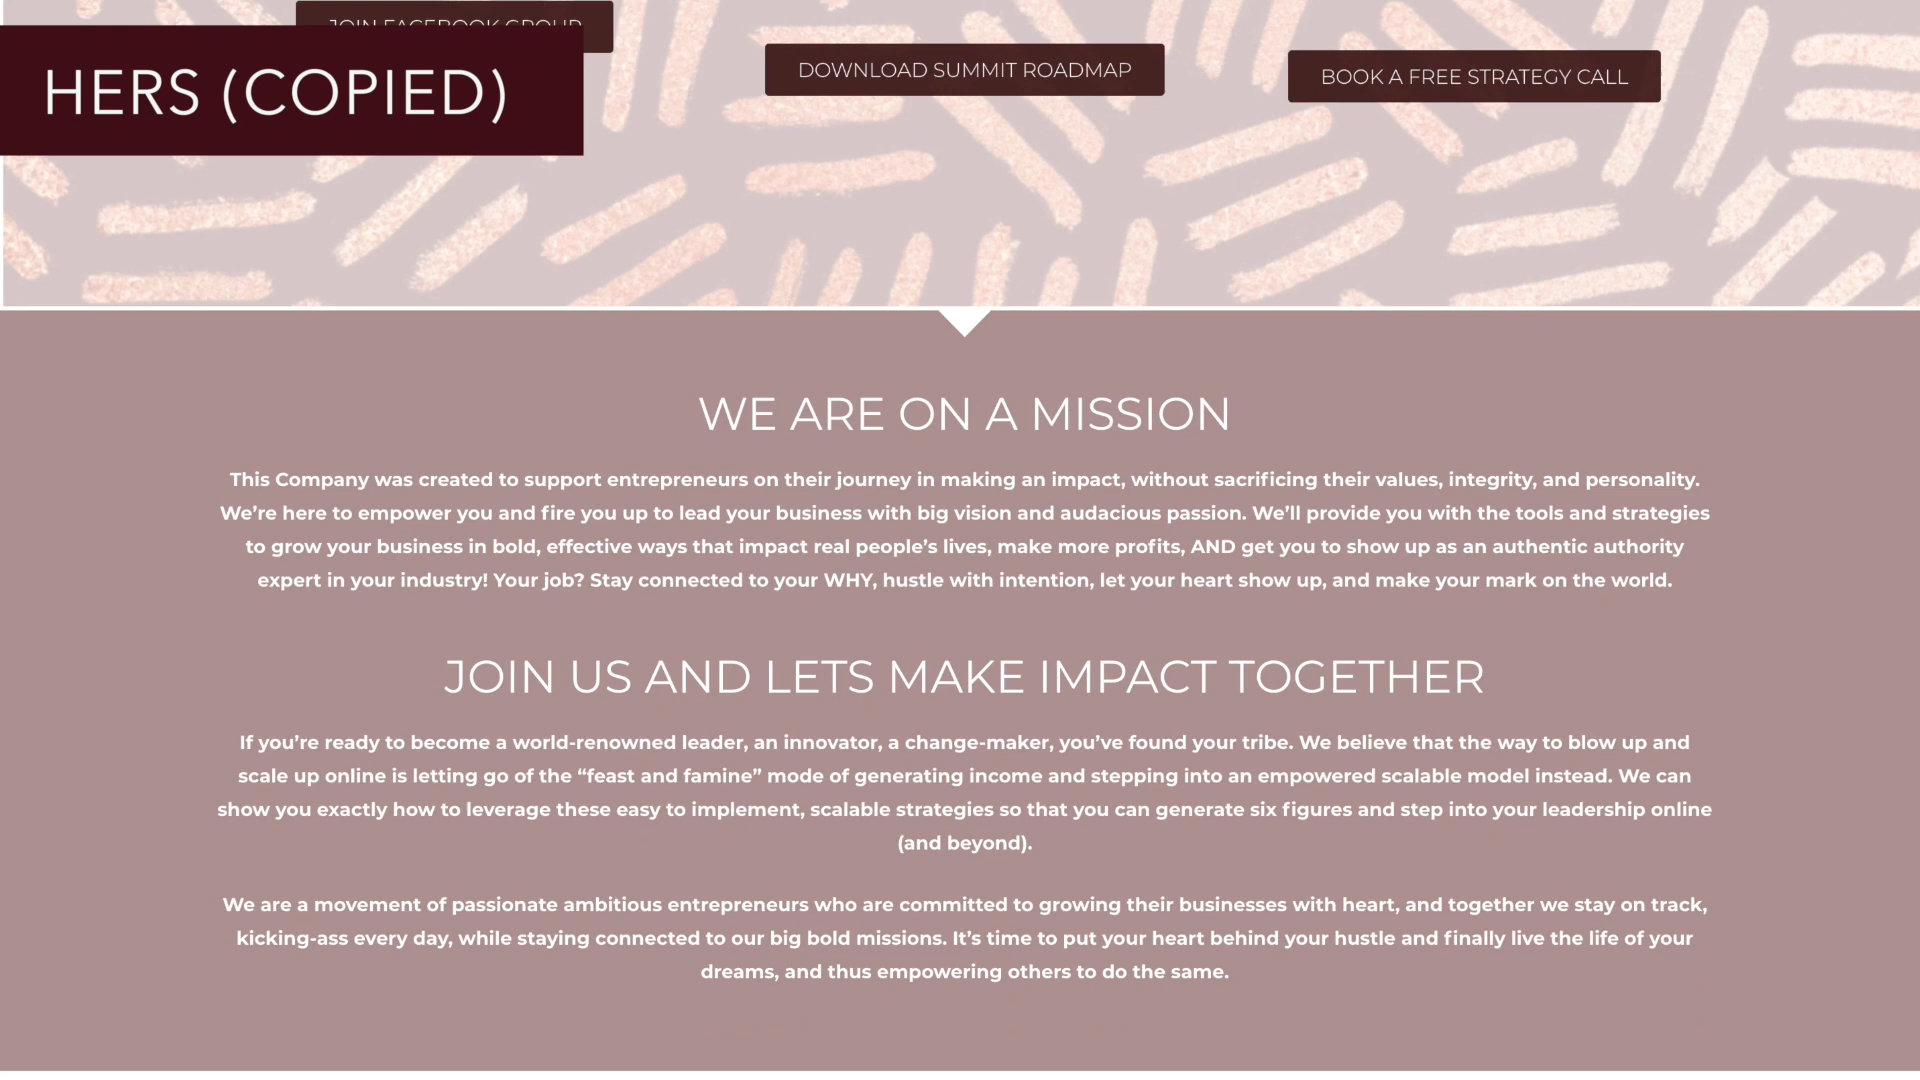 JOIN FACEBOOK GROUP
HERS (COPIED)
DOWNLOAD SUMMIT ROADMAP
BOOK A FREE STRATEGY CALL
WE ARE ON A MISSION
This Company was created to support entrepreneurs on their journey in making an impact, without sacrificing their values, integrity, and personality.
We’re here to empower you and fire you up to lead your business with big vision and audacious passion. We’ll provide you with the tools and strategies
to grow your business in bold, effective ways that impact real people’s lives, make more profits, AND get you to show up as an authentic authority
expert in your industry! Your job? Stay connected to your WHY, hustle with intention, let your heart show up, and make your mark on the world.
JOIN US AND LETS MAKE IMPACT TOGETHER
If you’re ready to become a world-renowned leader, an innovator, a change-maker, you’ve found your tribe. We believe that the way to blow up and
scale up online is letting go of the “feast and famine” mode of generating income and stepping into an empowered scalable model instead. We can
show you exactly how to leverage these easy to implement, scalable strategies so that you can generate six figures and step into your leadership online
(and beyond).
We are a movement of passionate ambitious entrepreneurs who are committed to growing their businesses with heart, and together we stay on track,
kicking-ass every day, while staying connected to our big bold missions. It’s time to put your heart behind your hustle and finally live the life of your
dreams, and thus empowering others to do the same.